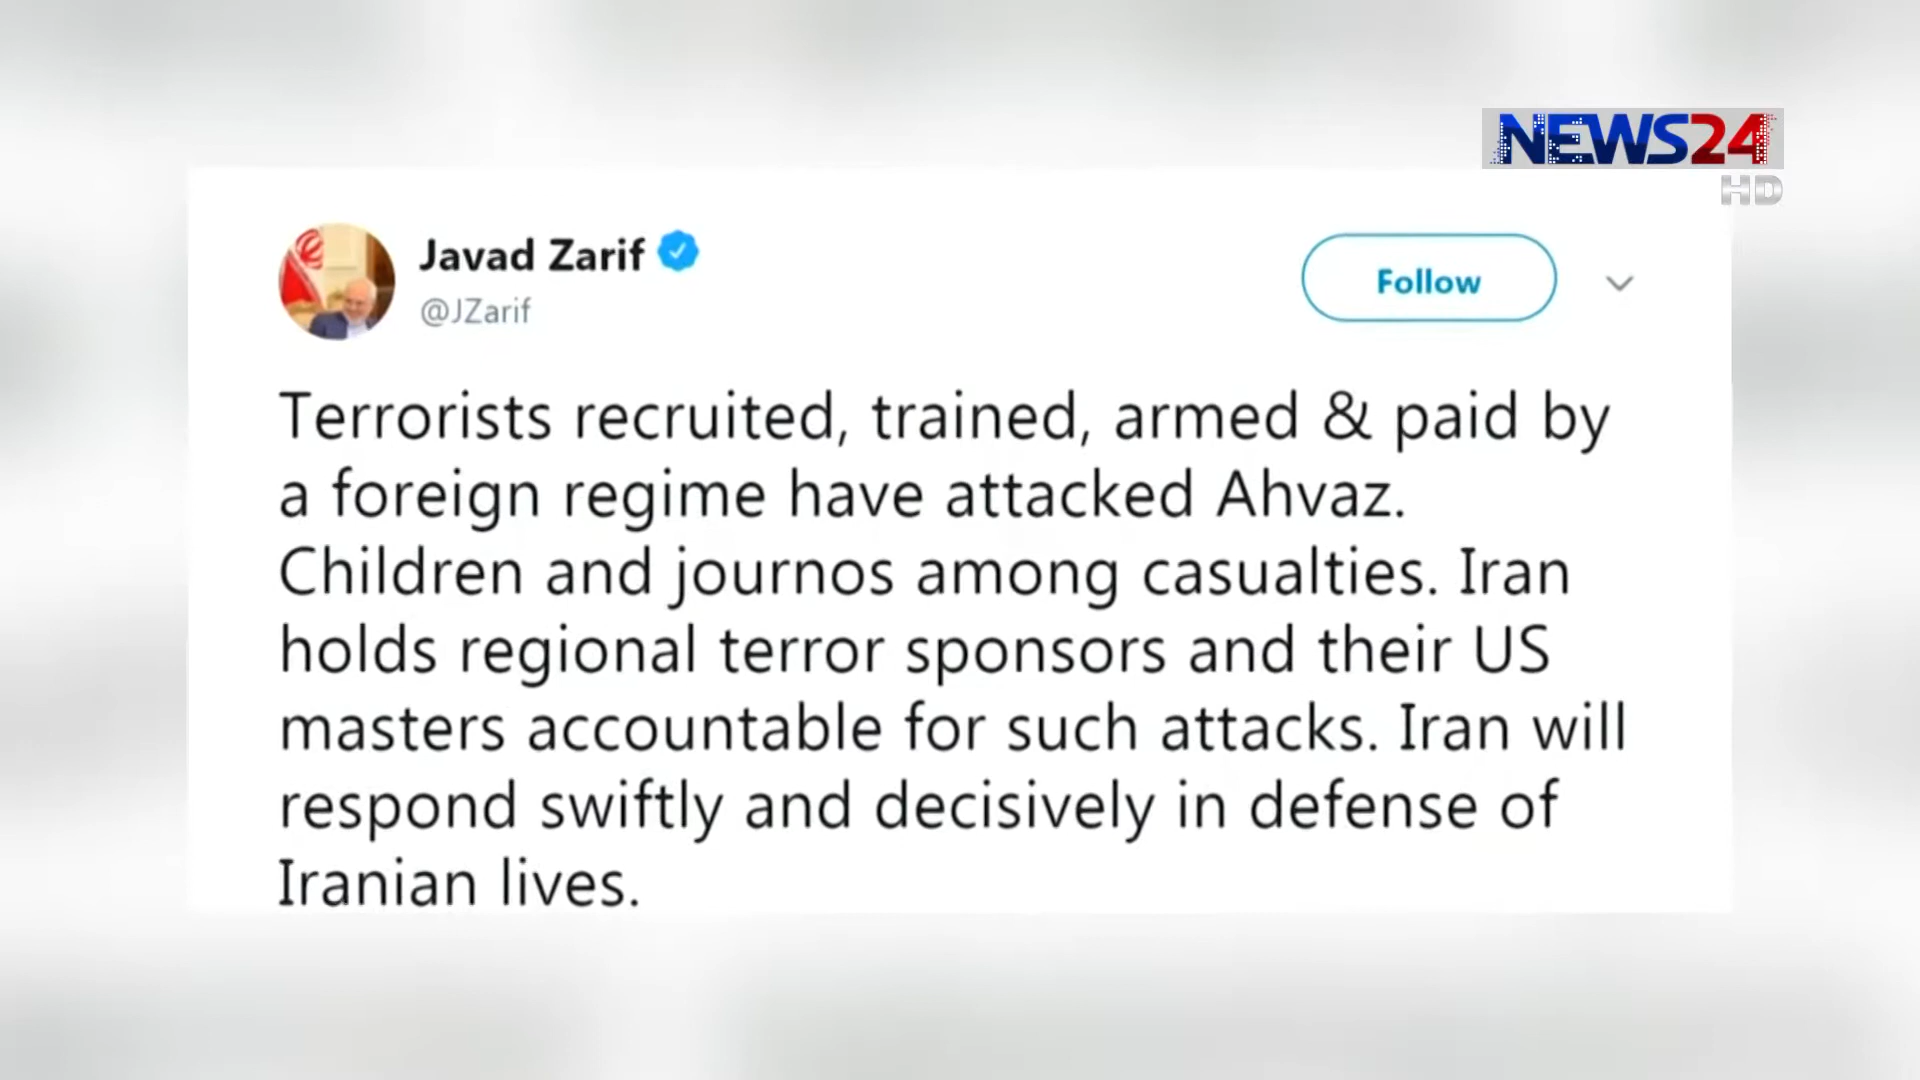 NEWS24
HD
Javad Zarif
@JZarif
Follow
Terrorists recruited, trained, armed & paid by
a foreign regime have attacked Ahvaz.
Children and journos among casualties. Iran
holds regional terror sponsors and their US
masters accountable for such attacks. Iran will
respond swiftly and decisively in defense of
Iranian lives.